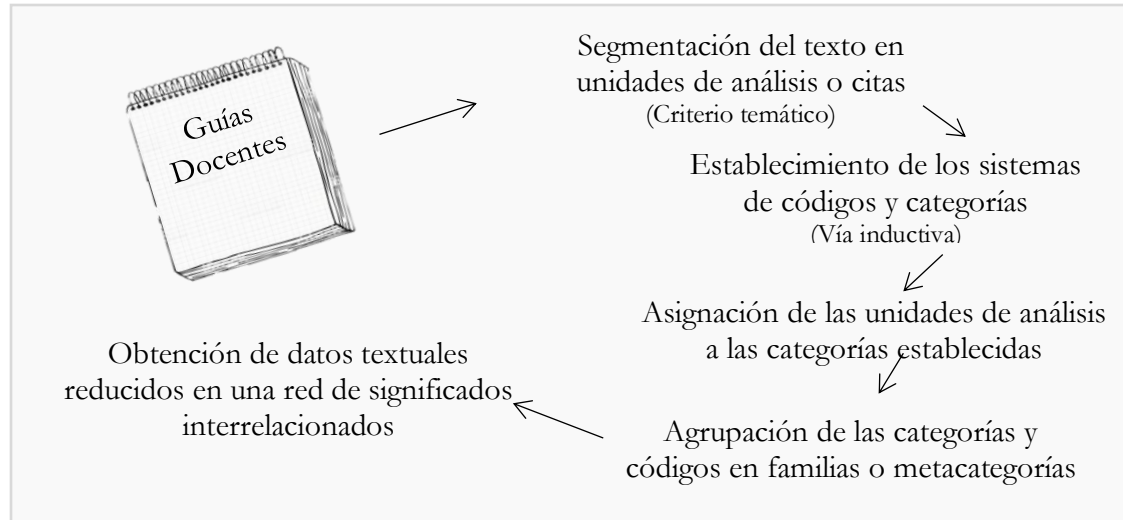 Guías
Docentes
Segmentación del texto en
unidades de análisis o citas
(Criterio temático)
Establecimiento de los sistemas
de códigos y categorías
(Vía inductiva)
Asignación de las unidades de análisis
a las categorías establecidas
Agrupación de las categorías y
códigos en familias o metacategorías
Obtención de datos textuales
reducidos en una red de significados
interrelacionados